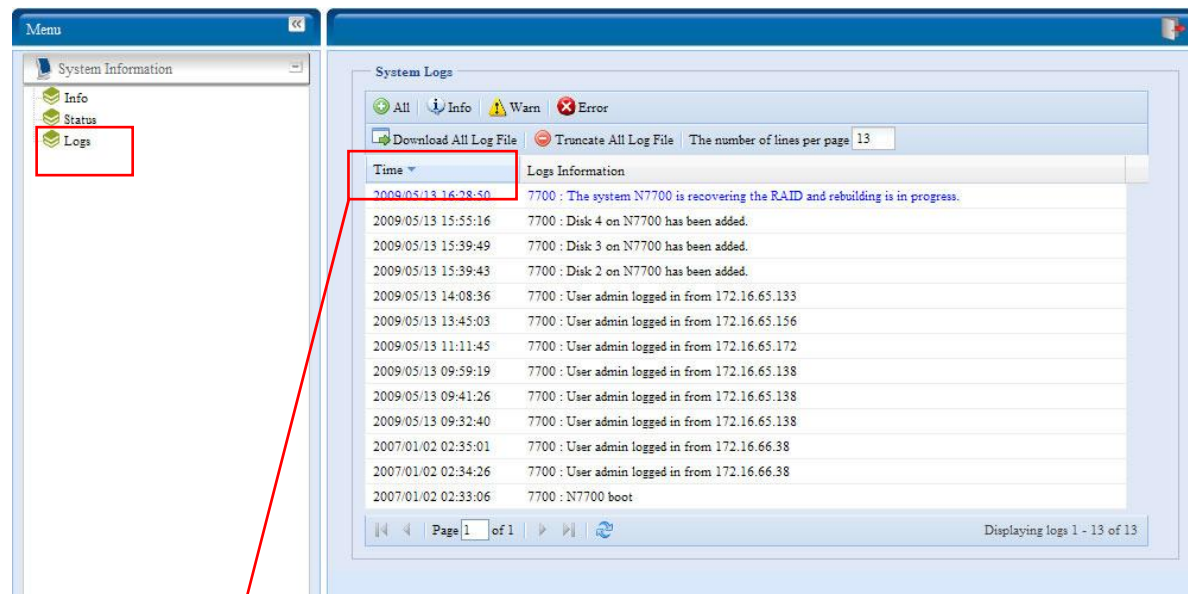 Menu
System Information
Info
Status
Logs
System Logs
All Info Warn Error
Download All Log File Truncate All Log File The number of lines per page 13
Time Logs Information
2009/05/13 16:28:50 7700 : The system N7700 is recovering the RAID and rebuilding is in progress.
2009/05/13 15:55:16 7700 : Disk 4 on N7700 has been added.
2009/05/13 15:39:49 7700 : Disk 3 on N7700 has been added.
2009/05/13 15:39:43 7700 : Disk 2 on N7700 has been added.
2009/05/13 14:08:36 7700 : User admin logged in from 172.16.65.133
2009/05/13 13:45:03 7700 : User admin logged in from 172.16.65.156
2009/05/13 11:11:45 7700 : User admin logged in from 172.16.65.172
2009/05/13 09:59:19 7700 : User admin logged in from 172.16.65.138
2009/05/13 09:41:26 7700 : User admin logged in from 172.16.65.138
2009/05/13 09:32:40 7700 : User admin logged in from 172.16.65.138
2007/01/02 02:35:01 7700 : User admin logged in from 172.16.66.38
2007/01/02 02:34:26 7700 : User admin logged in from 172.16.66.38
2007/01/02 02:33:06 7700 : N7700 boot
Page 1 of 1 Displaying logs 1 - 13 of 13